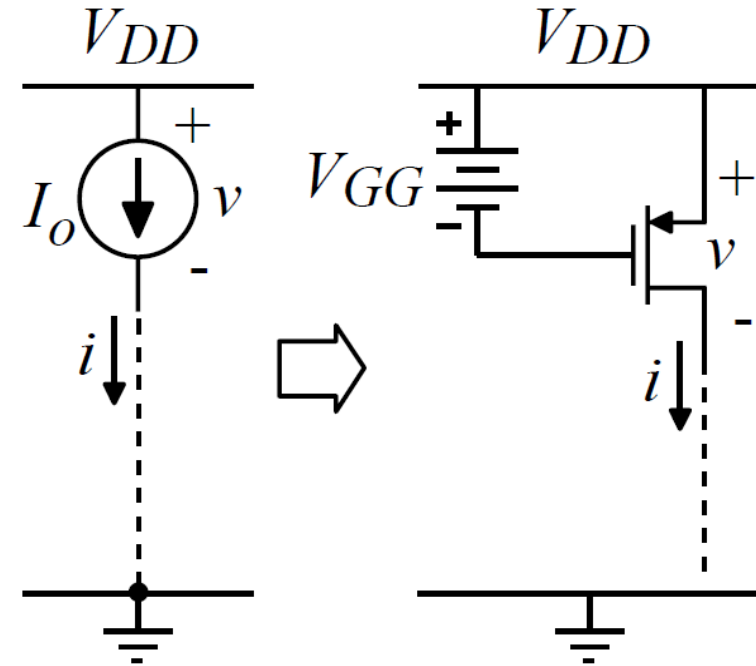 V_DD
V_DD
+
I_o
v
-
i
+
V_GG
-
+
v
-
i